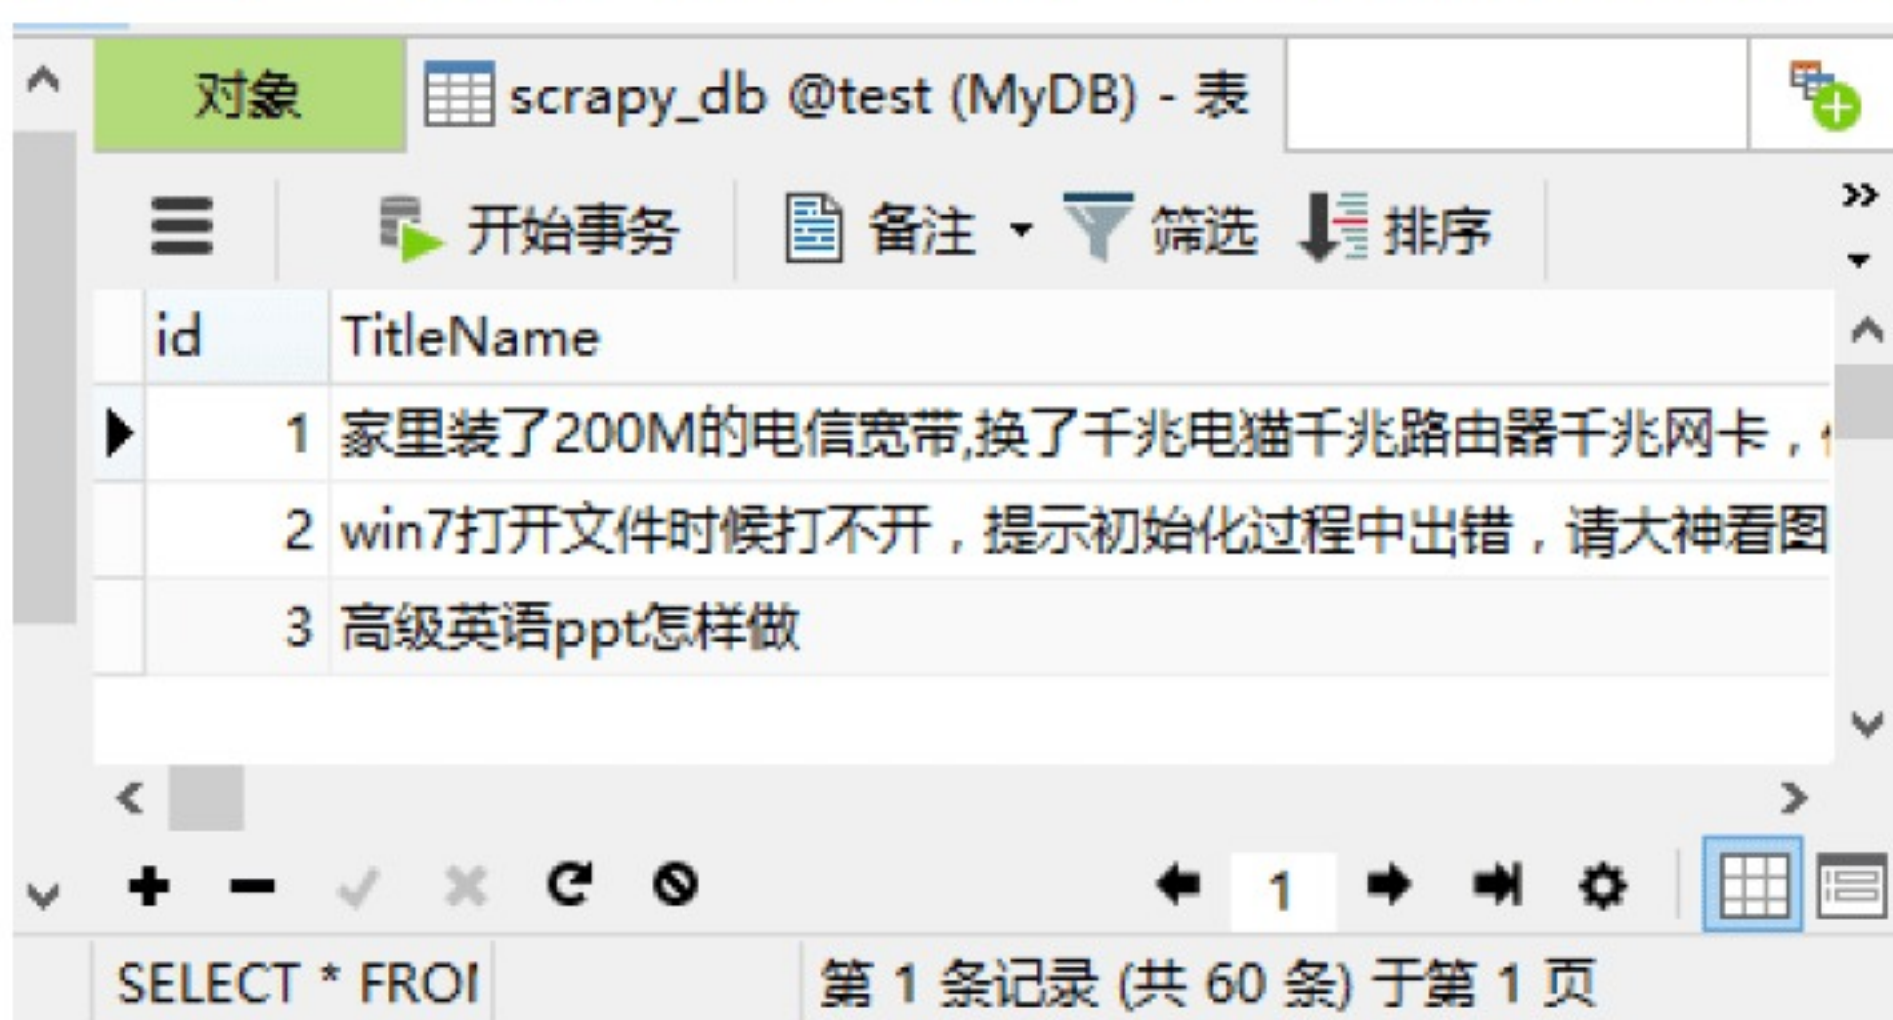 对象 scrapy_db @test (MyDB) - 表
开始事务 备注 筛选 排序
id TitleName
1 家里装了200M的电信宽带,换了千兆电猫千兆路由器千兆网卡，
2 win7打开文件时候打不开，提示初始化过程中出错，请大神看图
3 高级英语ppt怎样做
1
SELECT * FROM 第 1 条记录 (共 60 条) 于第 1 页